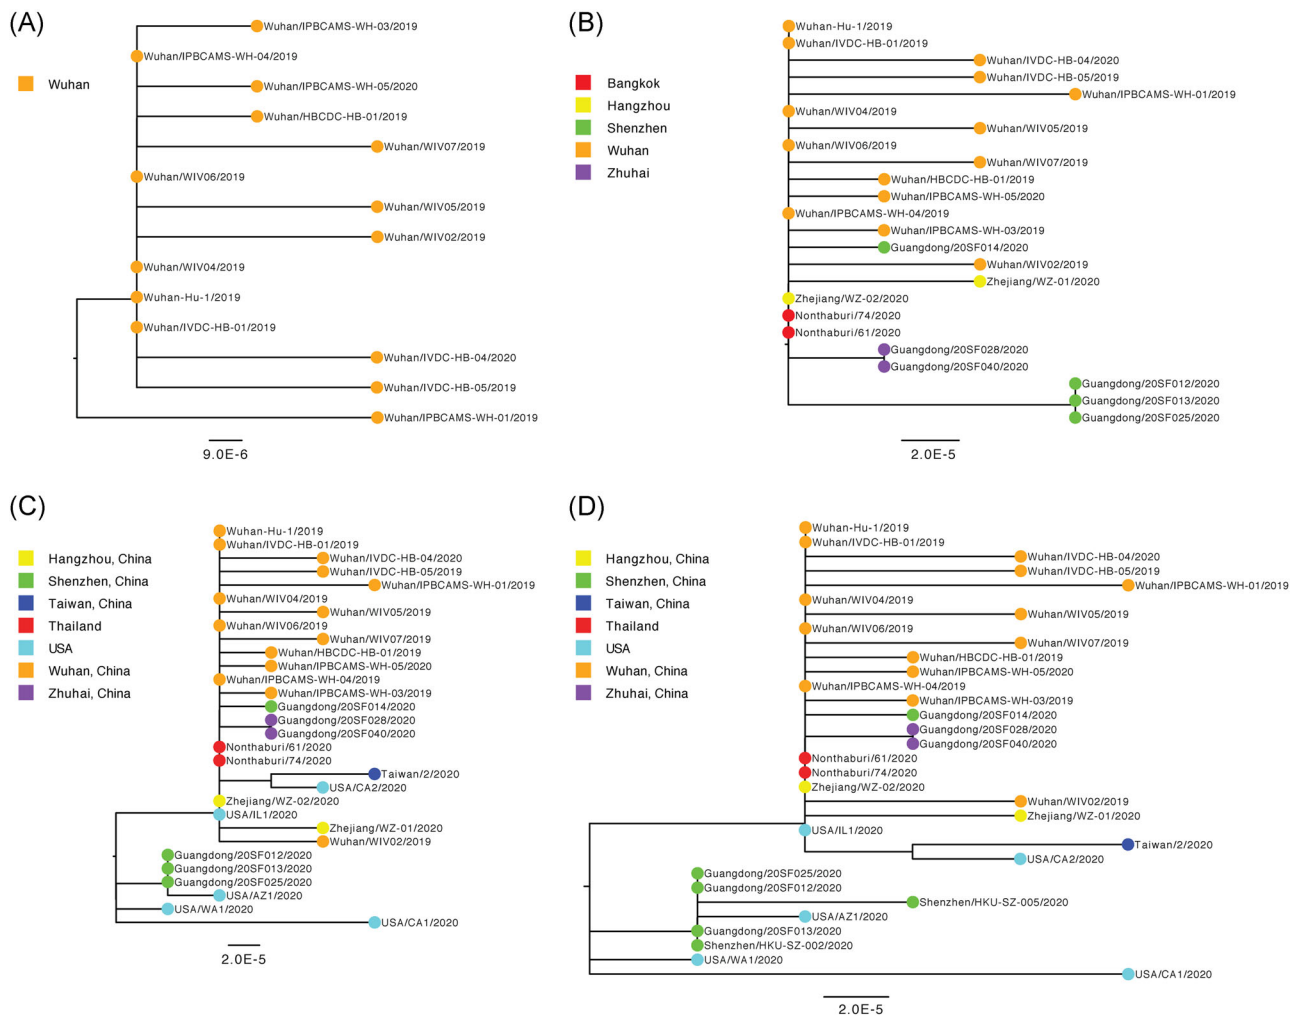 (A)
Wuhan
Wuhan/IPBCAMS-WH-03/2019
Wuhan/IPBCAMS-WH-04/2019
Wuhan/IPBCAMS-WH-05/2020
Wuhan/HBCDC-HB-01/2019
Wuhan/WIV07/2019
Wuhan/WIV06/2019
Wuhan/WIV05/2019
Wuhan/WIV02/2019
Wuhan/WIV04/2019
Wuhan-Hu-1/2019
Wuhan/IVDC-HB-01/2019
Wuhan/IVDC-HB-04/2020
Wuhan/IVDC-HB-05/2019
Wuhan/IPBCAMS-WH-01/2019
9.0E-6
(B)
Bangkok
Hangzhou
Shenzhen
Wuhan
Zhuhai
Wuhan-Hu-1/2019
Wuhan/IVDC-HB-01/2019
Wuhan/IVDC-HB-04/2020
Wuhan/IVDC-HB-05/2019
Wuhan/IPBCAMS-WH-01/2019
Wuhan/WIV04/2019
Wuhan/WIV05/2019
Wuhan/WIV06/2019
Wuhan/WIV07/2019
Wuhan/HBCDC-HB-01/2019
Wuhan/IPBCAMS-WH-05/2020
Wuhan/IPBCAMS-WH-04/2019
Wuhan/IPBCAMS-WH-03/2019
Guangdong/20SF014/2020
Wuhan/WIV02/2019
Zhejiang/WZ-01/2020
Zhejiang/WZ-02/2020
Nonthaburi/74/2020
Nonthaburi/61/2020
Guangdong/20SF028/2020
Guangdong/20SF040/2020
Guangdong/20SF012/2020
Guangdong/20SF013/2020
Guangdong/20SF025/2020
2.0E-5
(C)
Hangzhou, China
Shenzhen, China
Taiwan, China
Thailand
USA
Wuhan, China
Zhuhai, China
Wuhan-Hu-1/2019
Wuhan/IVDC-HB-01/2019
Wuhan/IVDC-HB-04/2020
Wuhan/IVDC-HB-05/2019
Wuhan/IPBCAMS-WH-01/2019
Wuhan/WIV04/2019
Wuhan/WIV05/2019
Wuhan/WIV06/2019
Wuhan/WIV07/2019
Wuhan/HBCDC-HB-01/2019
Wuhan/IPBCAMS-WH-05/2020
Wuhan/IPBCAMS-WH-04/2019
Wuhan/IPBCAMS-WH-03/2019
Guangdong/20SF014/2020
Guangdong/20SF028/2020
Guangdong/20SF040/2020
Nonthaburi/61/2020
Nonthaburi/74/2020
Taiwan/2/2020
USA/CA2/2020
Zhejiang/WZ-02/2020
USA/IL1/2020
Zhejiang/WZ-01/2020
Wuhan/WIV02/2019
Guangdong/20SF012/2020
Guangdong/20SF013/2020
Guangdong/20SF025/2020
USA/AZ1/2020
USA/WA1/2020
USA/CA1/2020
2.0E-5
(D)
Hangzhou, China
Shenzhen, China
Taiwan, China
Thailand
USA
Wuhan, China
Zhuhai, China
Wuhan-Hu-1/2019
Wuhan/IVDC-HB-01/2019
Wuhan/IVDC-HB-04/2020
Wuhan/IVDC-HB-05/2019
Wuhan/IPBCAMS-WH-01/2019
Wuhan/WIV04/2019
Wuhan/WIV05/2019
Wuhan/WIV06/2019
Wuhan/WIV07/2019
Wuhan/HBCDC-HB-01/2019
Wuhan/IPBCAMS-WH-05/2020
Wuhan/IPBCAMS-WH-04/2019
Wuhan/IPBCAMS-WH-03/2019
Guangdong/20SF014/2020
Guangdong/20SF028/2020
Guangdong/20SF040/2020
Nonthaburi/61/2020
Nonthaburi/74/2020
Zhejiang/WZ-02/2020
Wuhan/WIV02/2019
Zhejiang/WZ-01/2020
USA/IL1/2020
Taiwan/2/2020
USA/CA2/2020
Guangdong/20SF025/2020
Guangdong/20SF012/2020
Shenzhen/HKU-SZ-005/2020
USA/AZ1/2020
Guangdong/20SF013/2020
Shenzhen/HKU-SZ-002/2020
USA/WA1/2020
USA/CA1/2020
2.0E-5